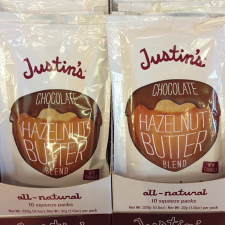 Justin's
CHOCOLATE
HAZELNUT
BUTTER
BLEND
all-natural
10 squeeze packs
Justin's
CHOCOLATE
HAZELNUT
BUTTER
BLEND
all-natural
10 squeeze packs
Justin's